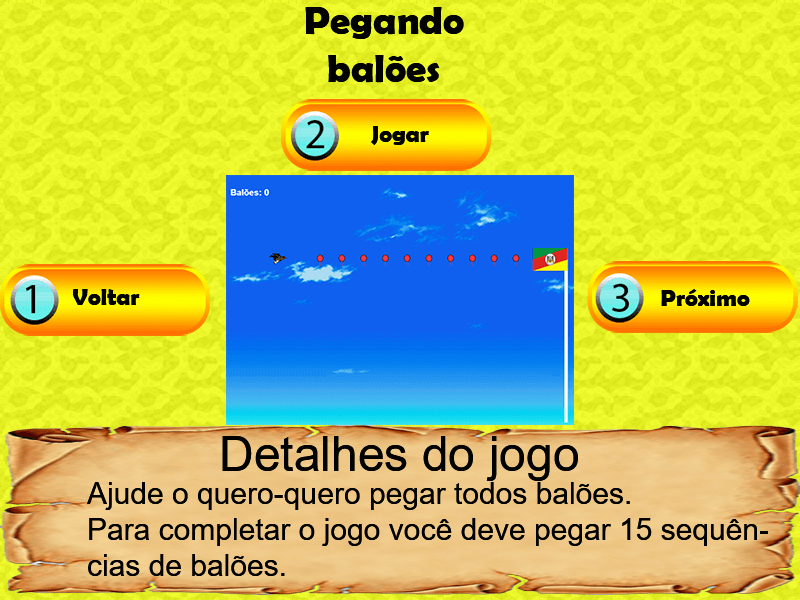 Pegando
balões
2 Jogar
Balões: 0
1 Voltar
3 Próximo
Detalhes do jogo
Ajude o quero-quero pegar todos balões.
Para completar o jogo você deve pegar 15 sequên-
cias de balões.